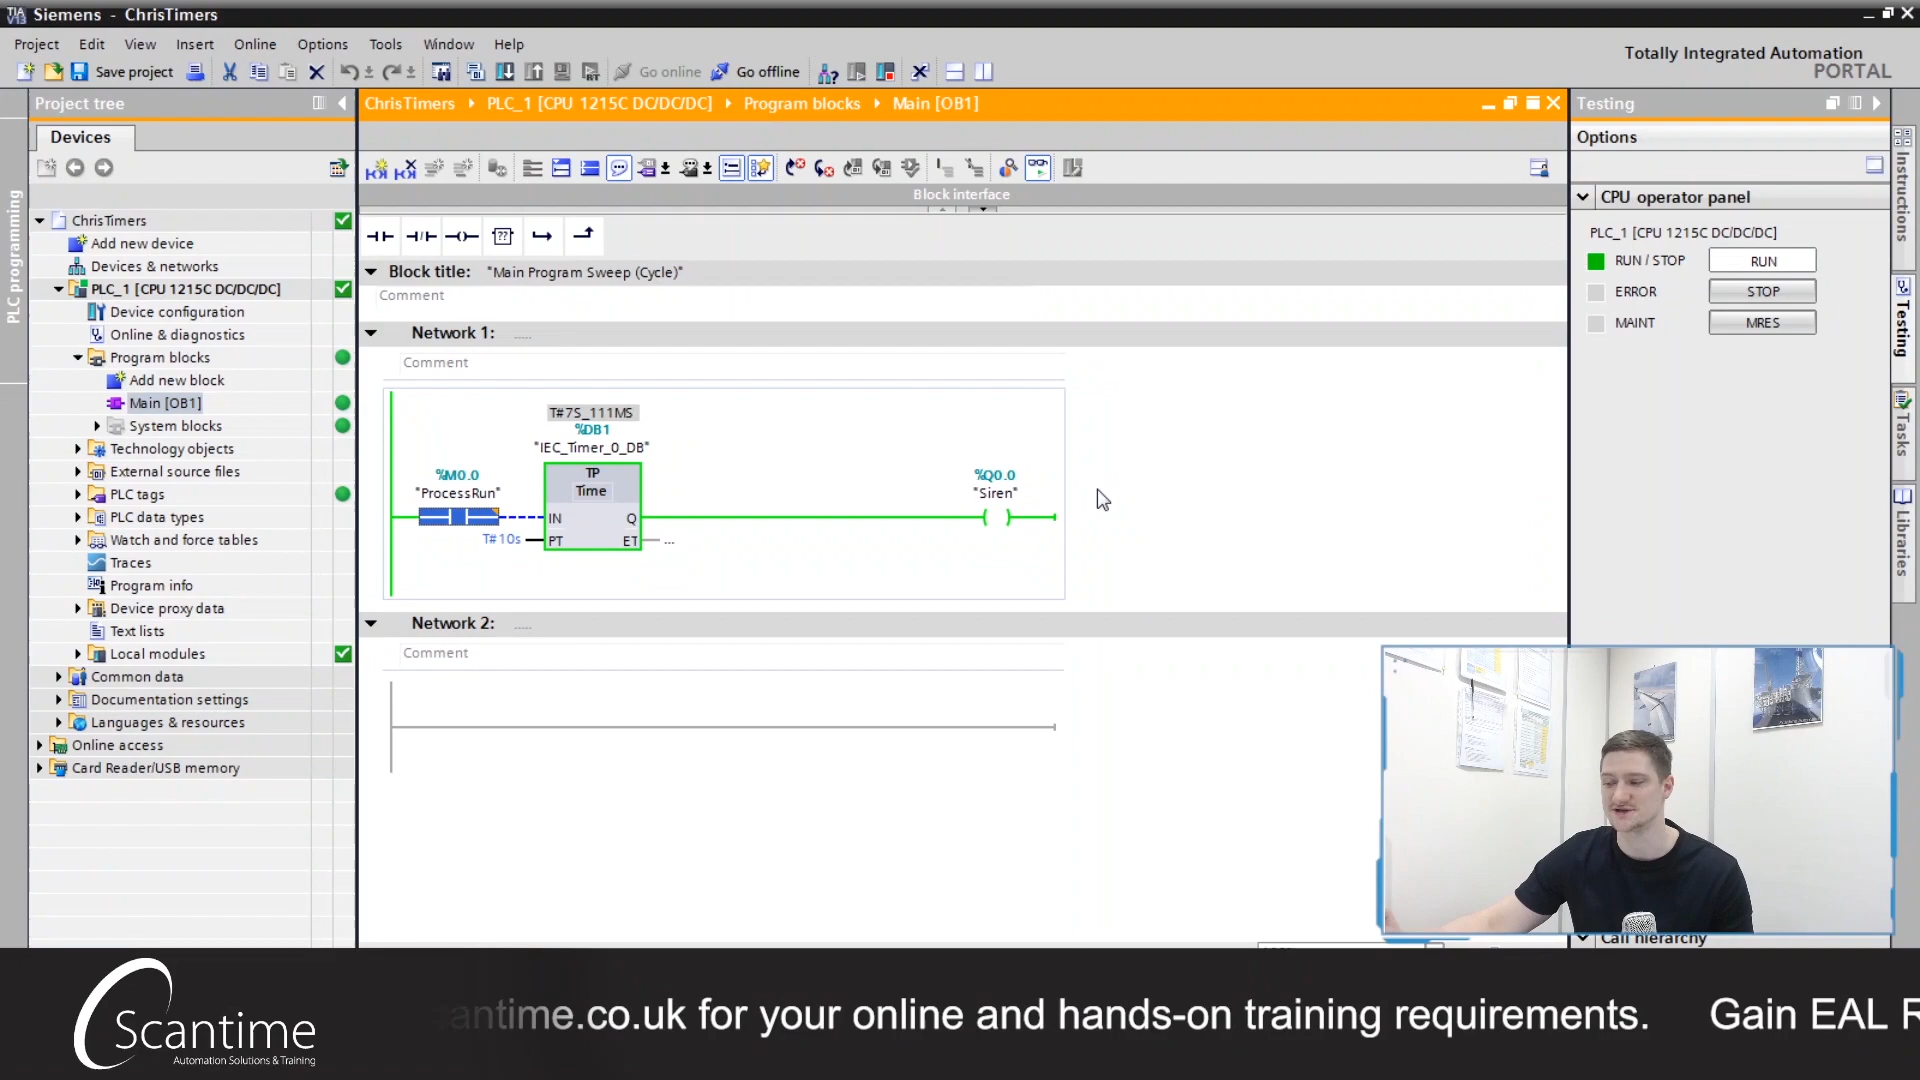 TIA
V13
Siemens - ChrisTimers
Project Edit View Insert Online Options Tools Window Help
Save project
Go online
Go offline
Totally Integrated Automation
PORTAL
Project tree
ChrisTimers PLC_1 [CPU 1215C DC/DC/DC] Program blocks Main [OB1]
Testing
Devices
Options
PLC programming
Block interface
CPU operator panel
PLC_1 [CPU 1215C DC/DC/DC]
RUN / STOP RUN
ERROR STOP
MAINT MRES
Instructions
Testing
Tasks
Libraries
ChrisTimers
Add new device
Devices & networks
PLC_1 [CPU 1215C DC/DC/DC]
Device configuration
Online & diagnostics
Program blocks
Add new block
Main [OB1]
System blocks
Technology objects
External source files
PLC tags
PLC data types
Watch and force tables
Traces
Program info
Device proxy data
Text lists
Local modules
Common data
Documentation settings
Languages & resources
Online access
Card Reader/USB memory
??
Block title: "Main Program Sweep (Cycle)"
Comment
Network 1: .....
Comment
T#7S_111MS
%DB1
"IEC_Timer_0_DB"
%M0.0
"ProcessRun"
TP
Time
IN Q
T#10s PT ET ...
%Q0.0
"Siren"
Network 2: .....
Comment
Call hierarchy
Scantime
Automation Solutions & Training
antime.co.uk for your online and hands-on training requirements. Gain EAL